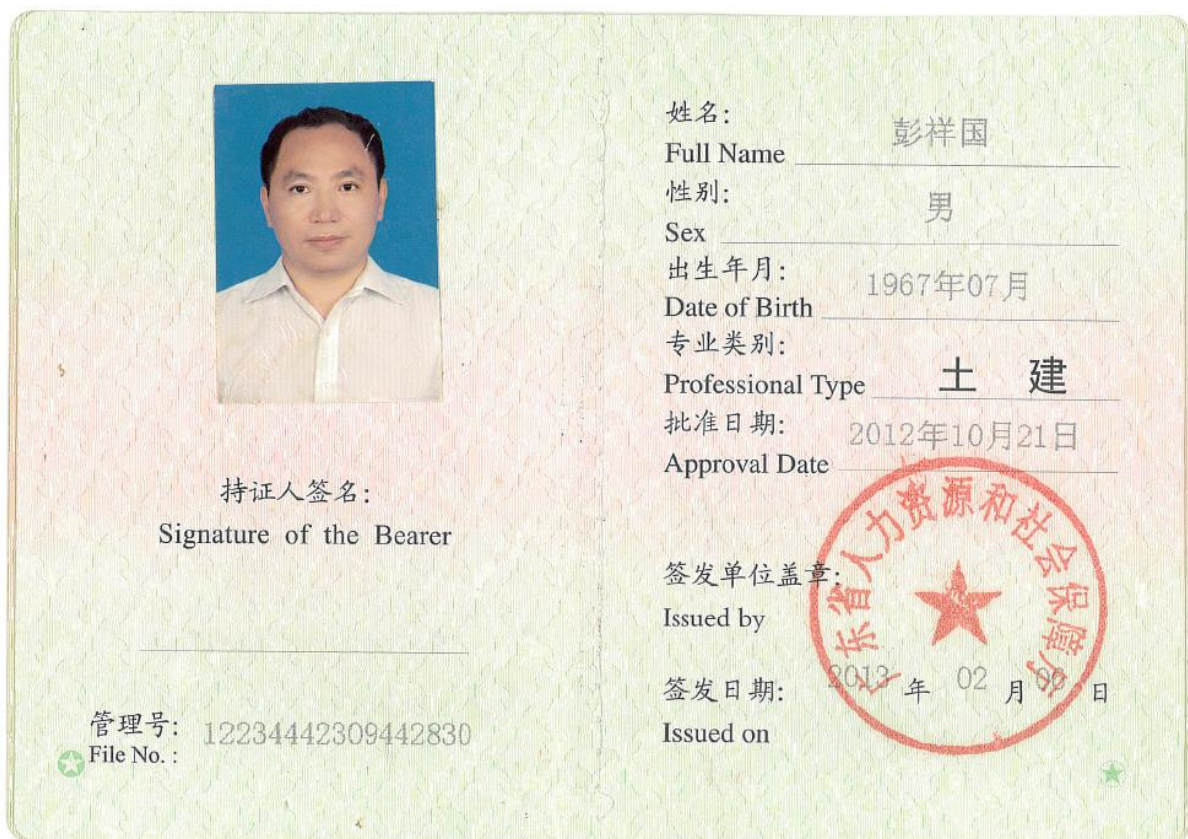 持证人签名:
Signature of the Bearer
管理号: 12234442309442830
File No. :
姓名: 彭祥国
Full Name
性别: 男
Sex
出生年月: 1967年07月
Date of Birth
专业类别:
Professional Type 土 建
批准日期: 2012年10月21日
Approval Date
签发单位盖章:
Issued by
广东省人力资源和社会保障厅
签发日期: 2013 年 02 月 日
Issued on